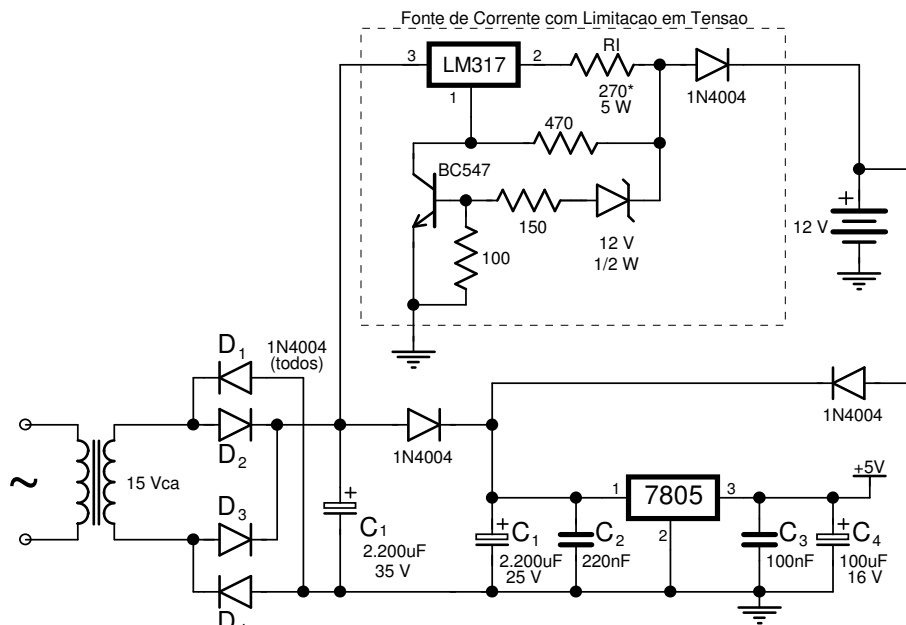 Fonte de Corrente com Limitacao em Tensao
3
LM317
2
RI
270*
5 W
1N4004
1
470
BC547
150
12 V
1/2 W
100
+
12 V
D1
1N4004
(todos)
D2
1N4004
1N4004
15 Vca
D3
+
C1
2.200uF
35 V
+
C1
2.200uF
25 V
C2
220nF
1
7805
3
2
+5V
C3
100nF
+
C4
100uF
16 V
~